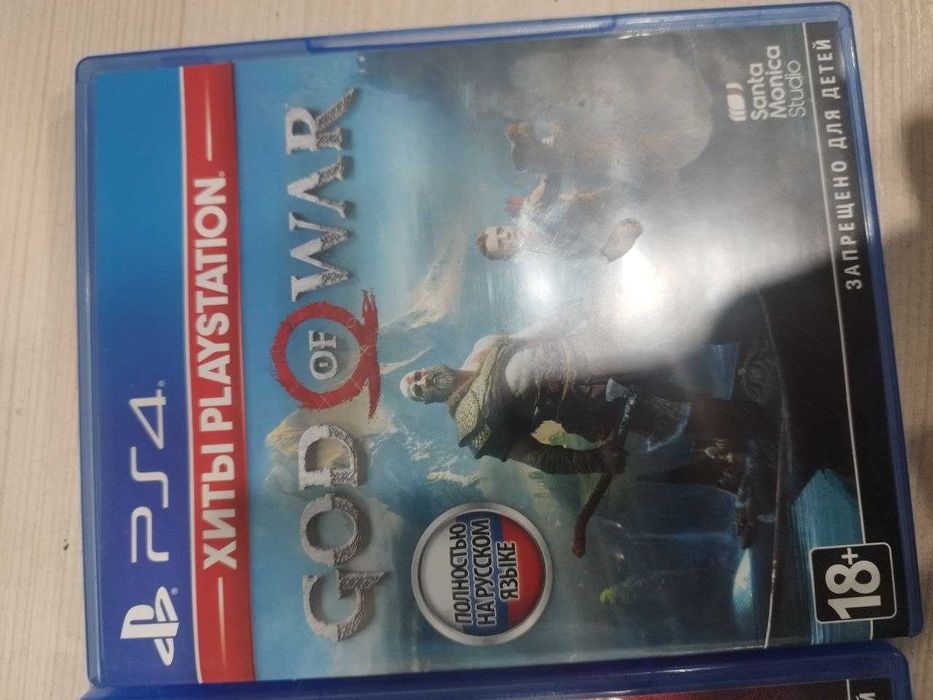 PS4
ХИТЫ PLAYSTATION
GOD OF WAR
ПОЛНОСТЬЮ
НА РУССКОМ
ЯЗЫКЕ
Santa
Monica
Studio
18+
ЗАПРЕЩЕНО ДЛЯ ДЕТЕЙ
Й